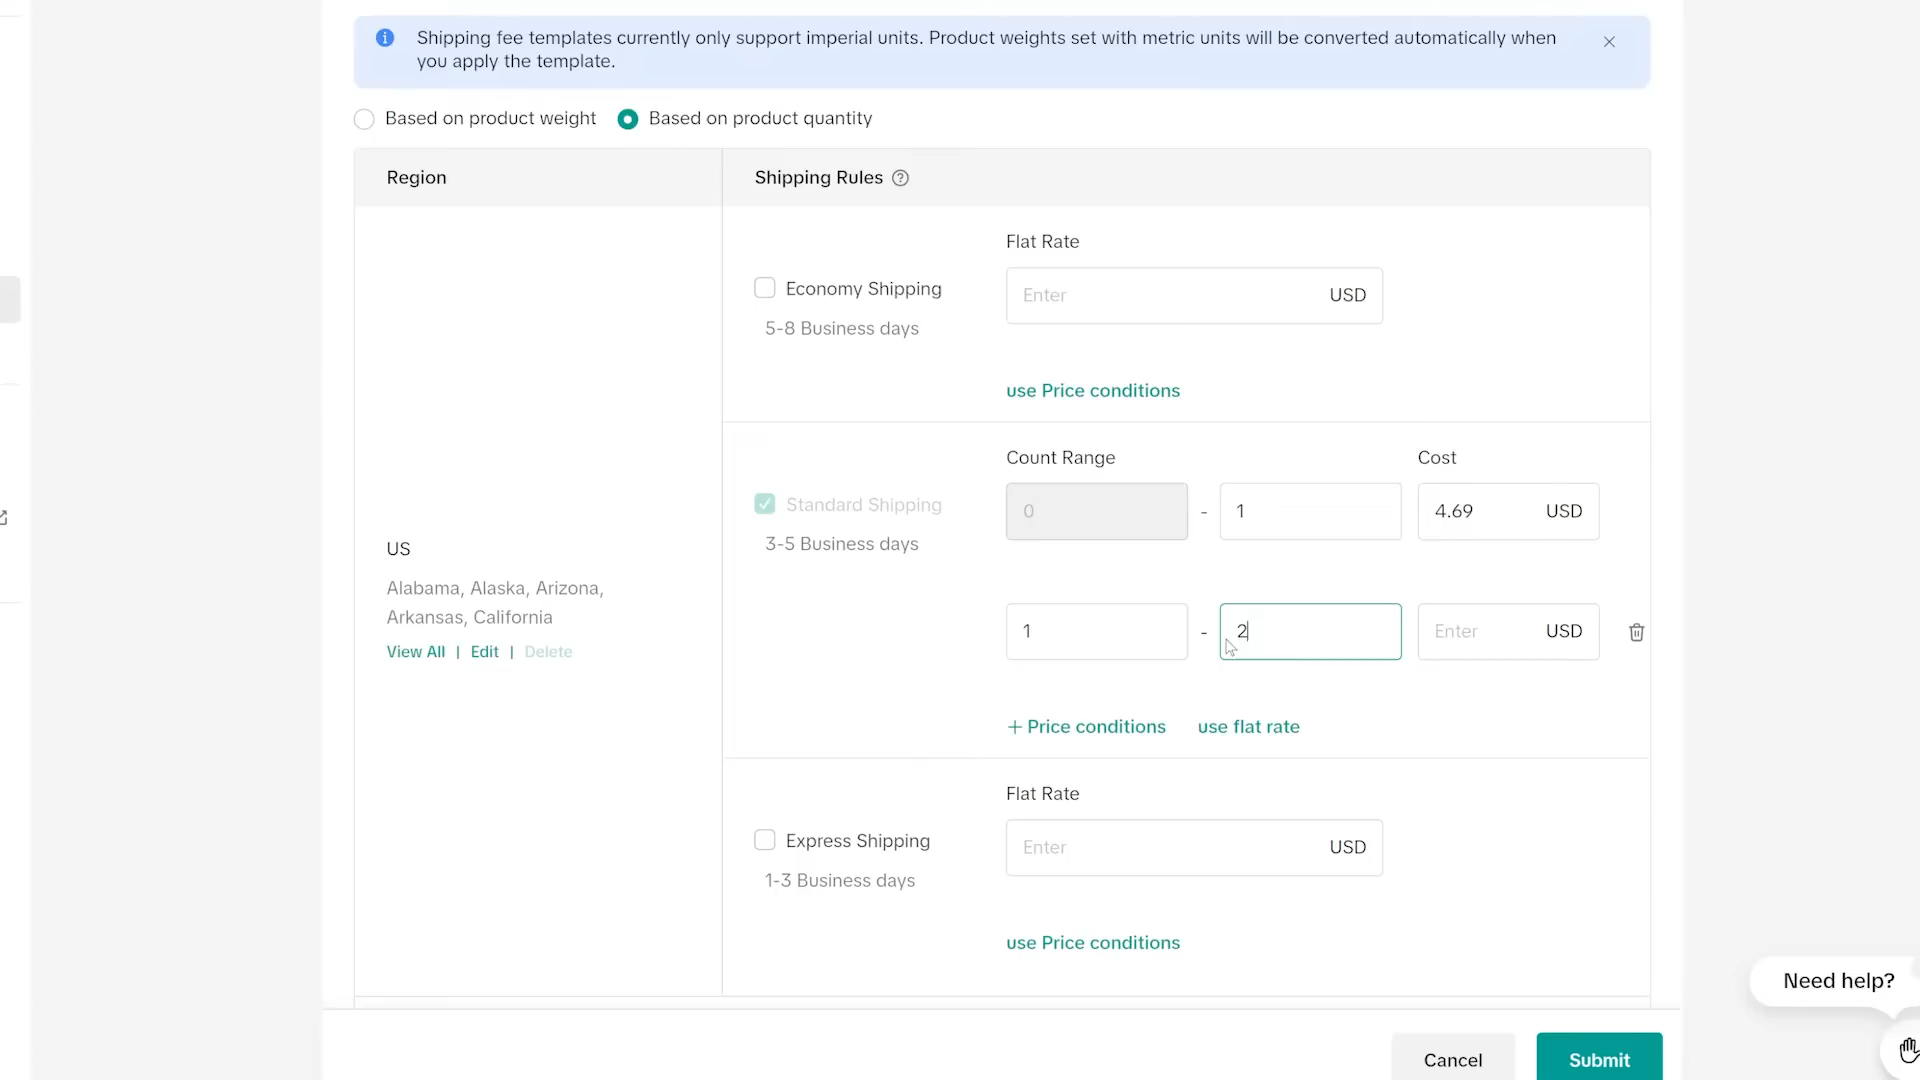 Shipping fee templates currently only support imperial units. Product weights set with metric units will be converted automatically when
you apply the template.
Based on product weight
Based on product quantity
Region
Shipping Rules
Flat Rate
Economy Shipping
Enter
USD
5-8 Business days
use Price conditions
Count Range
Cost
Standard Shipping
0
-
1
4.69
USD
3-5 Business days
US
Alabama, Alaska, Arizona,
Arkansas, California
View All | Edit | Delete
1
-
2
Enter
USD
+ Price conditions
use flat rate
Flat Rate
Express Shipping
Enter
USD
1-3 Business days
use Price conditions
Need help?
Cancel
Submit